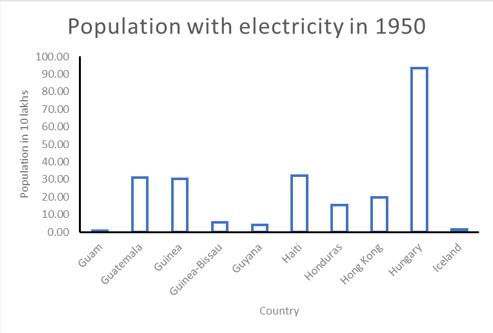 Population with electricity in 1950
Population in 10 lakhs
100.00
90.00
80.00
70.00
60.00
50.00
40.00
30.00
20.00
10.00
0.00
Guam
Guatemala
Guinea
Guinea-Bissau
Guyana
Haiti
Honduras
Hong Kong
Hungary
Iceland
Country